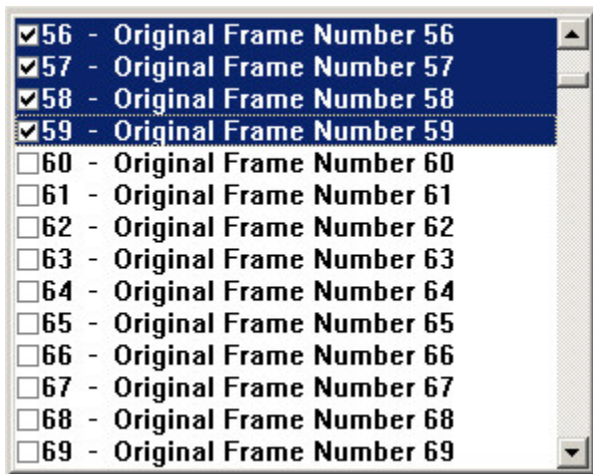 56 - Original Frame Number 56
57 - Original Frame Number 57
58 - Original Frame Number 58
59 - Original Frame Number 59
60 - Original Frame Number 60
61 - Original Frame Number 61
62 - Original Frame Number 62
63 - Original Frame Number 63
64 - Original Frame Number 64
65 - Original Frame Number 65
66 - Original Frame Number 66
67 - Original Frame Number 67
68 - Original Frame Number 68
69 - Original Frame Number 69